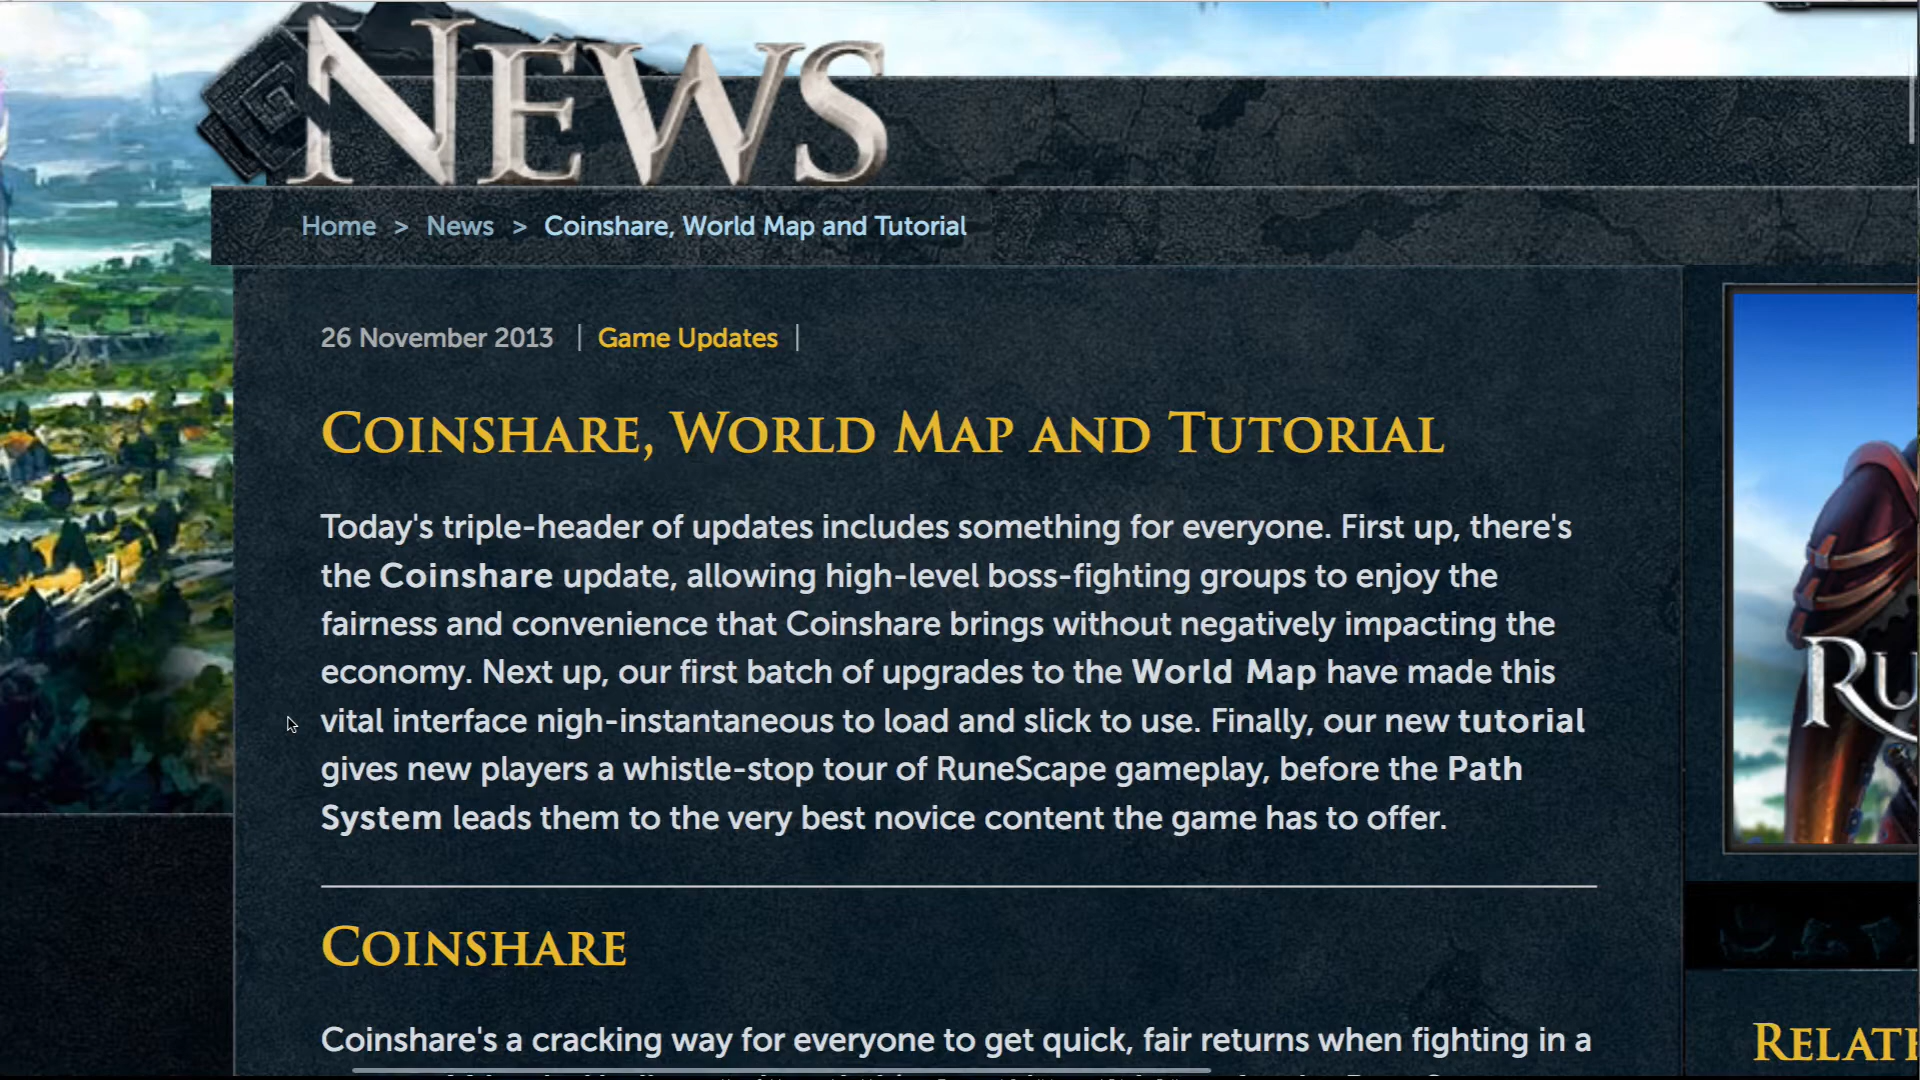 NEWS
Home > News > Coinshare, World Map and Tutorial
26 November 2013 | Game Updates |
COINSHARE, WORLD MAP AND TUTORIAL
Today's triple-header of updates includes something for everyone. First up, there's
the Coinshare update, allowing high-level boss-fighting groups to enjoy the
fairness and convenience that Coinshare brings without negatively impacting the
economy. Next up, our first batch of upgrades to the World Map have made this
vital interface nigh-instantaneous to load and slick to use. Finally, our new tutorial
gives new players a whistle-stop tour of RuneScape gameplay, before the Path
System leads them to the very best novice content the game has to offer.
COINSHARE
Coinshare's a cracking way for everyone to get quick, fair returns when fighting in a
RU
RELATE